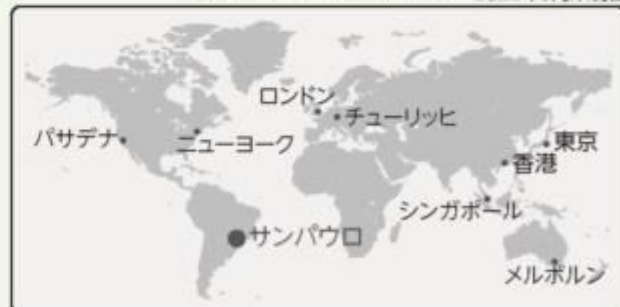 ロンドン
チューリッヒ
パサデナ
ニューヨーク
東京
香港
シンガポール
サンパウロ
メルボルン